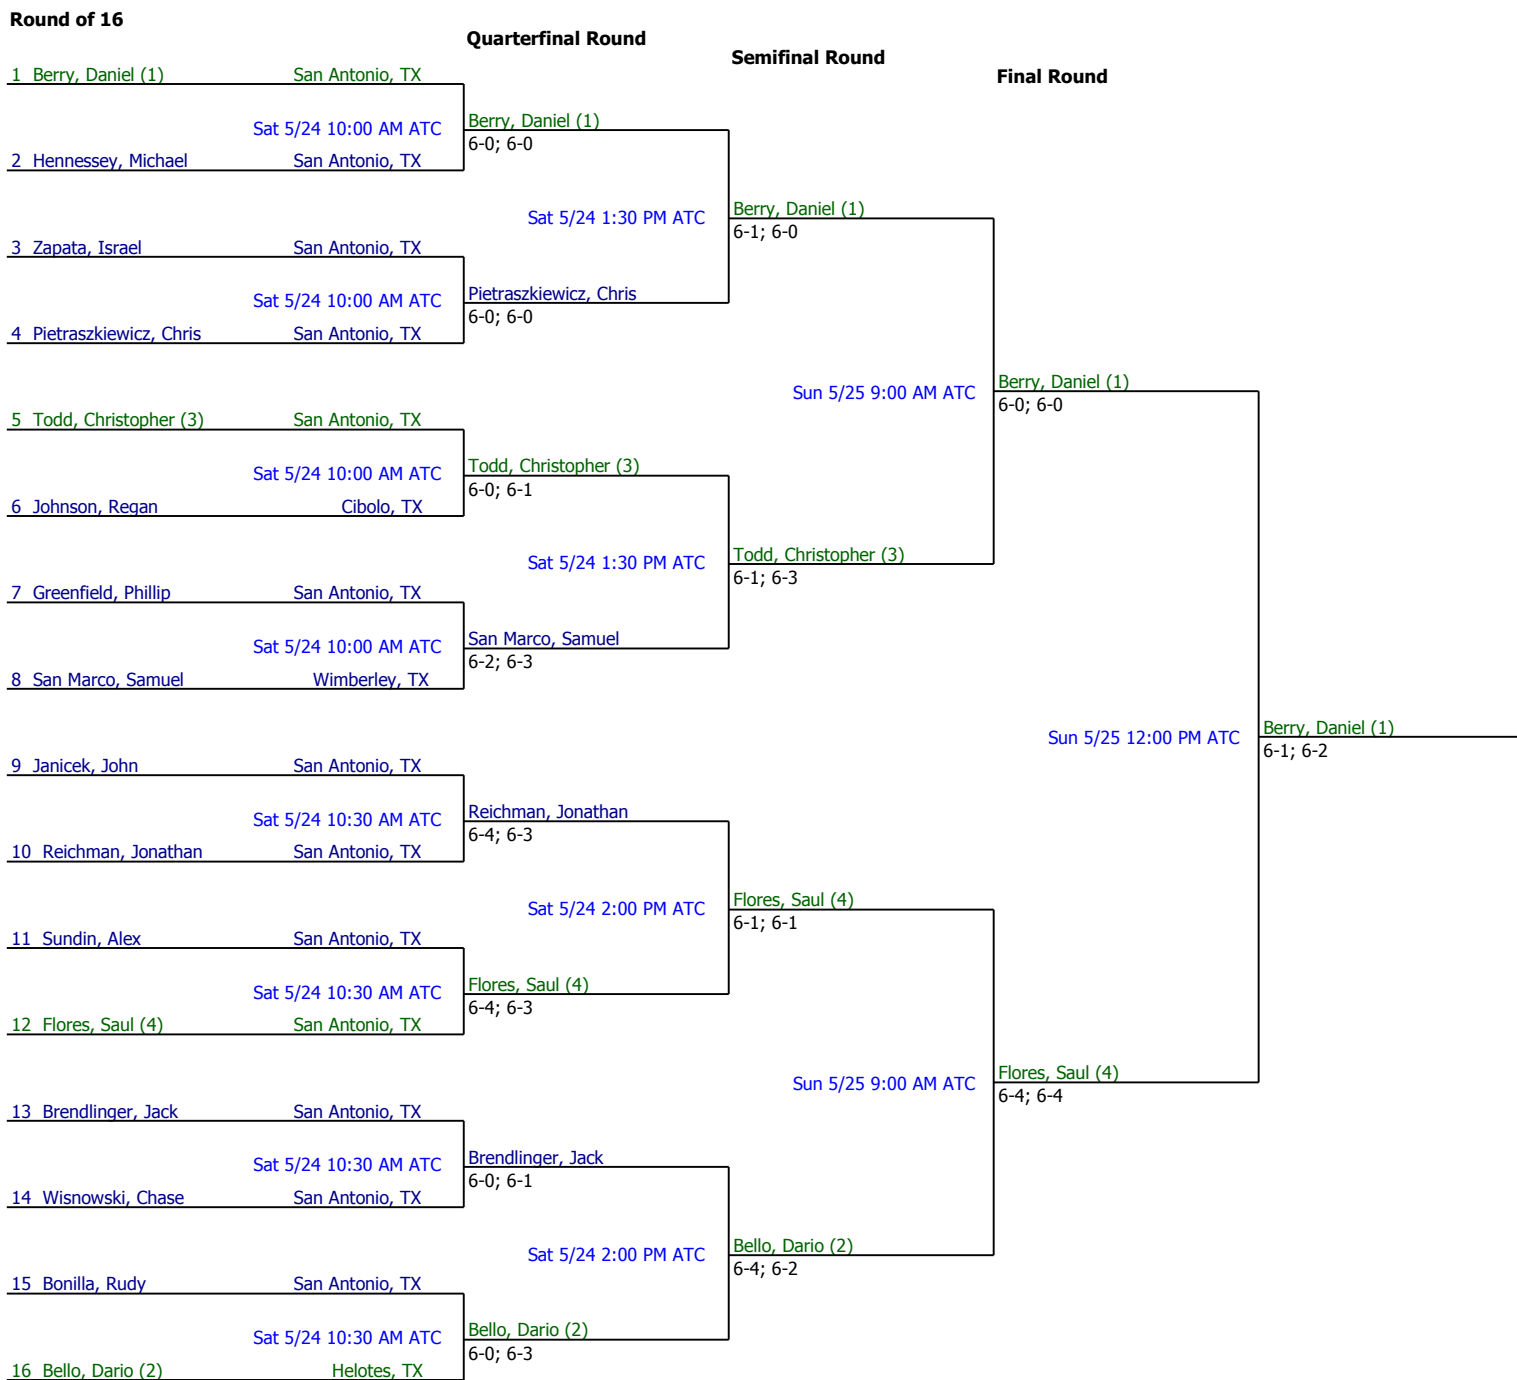 Round of 16
Quarterfinal Round
Semifinal Round
Final Round
1 Berry, Daniel (1) San Antonio, TX
Sat 5/24 10:00 AM ATC
Berry, Daniel (1)
6-0; 6-0
2 Hennessey, Michael San Antonio, TX
Sat 5/24 1:30 PM ATC
Berry, Daniel (1)
6-1; 6-0
3 Zapata, Israel San Antonio, TX
Sat 5/24 10:00 AM ATC
Pietraszkiewicz, Chris
6-0; 6-0
4 Pietraszkiewicz, Chris San Antonio, TX
Sun 5/25 9:00 AM ATC
Berry, Daniel (1)
6-0; 6-0
5 Todd, Christopher (3) San Antonio, TX
Sat 5/24 10:00 AM ATC
Todd, Christopher (3)
6-0; 6-1
6 Johnson, Regan Cibolo, TX
Sat 5/24 1:30 PM ATC
Todd, Christopher (3)
6-1; 6-3
7 Greenfield, Phillip San Antonio, TX
Sat 5/24 10:00 AM ATC
San Marco, Samuel
6-2; 6-3
8 San Marco, Samuel Wimberley, TX
Sun 5/25 12:00 PM ATC
Berry, Daniel (1)
6-1; 6-2
9 Janicek, John San Antonio, TX
Sat 5/24 10:30 AM ATC
Reichman, Jonathan
6-4; 6-3
10 Reichman, Jonathan San Antonio, TX
Sat 5/24 2:00 PM ATC
Flores, Saul (4)
6-1; 6-1
11 Sundin, Alex San Antonio, TX
Sat 5/24 10:30 AM ATC
Flores, Saul (4)
6-4; 6-3
12 Flores, Saul (4) San Antonio, TX
Sun 5/25 9:00 AM ATC
Flores, Saul (4)
6-4; 6-4
13 Brendlinger, Jack San Antonio, TX
Sat 5/24 10:30 AM ATC
Brendlinger, Jack
6-0; 6-1
14 Wisnowski, Chase San Antonio, TX
Sat 5/24 2:00 PM ATC
Bello, Dario (2)
6-4; 6-2
15 Bonilla, Rudy San Antonio, TX
Sat 5/24 10:30 AM ATC
Bello, Dario (2)
6-0; 6-3
16 Bello, Dario (2) Helotes, TX